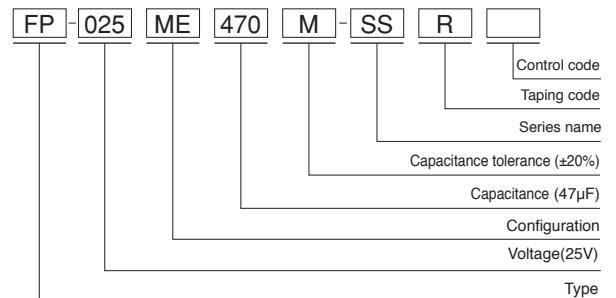 FP - 025 ME 470 M - SS R
Control code
Taping code
Series name
Capacitance tolerance (±20%)
Capacitance (47µF)
Configuration
Voltage(25V)
Type